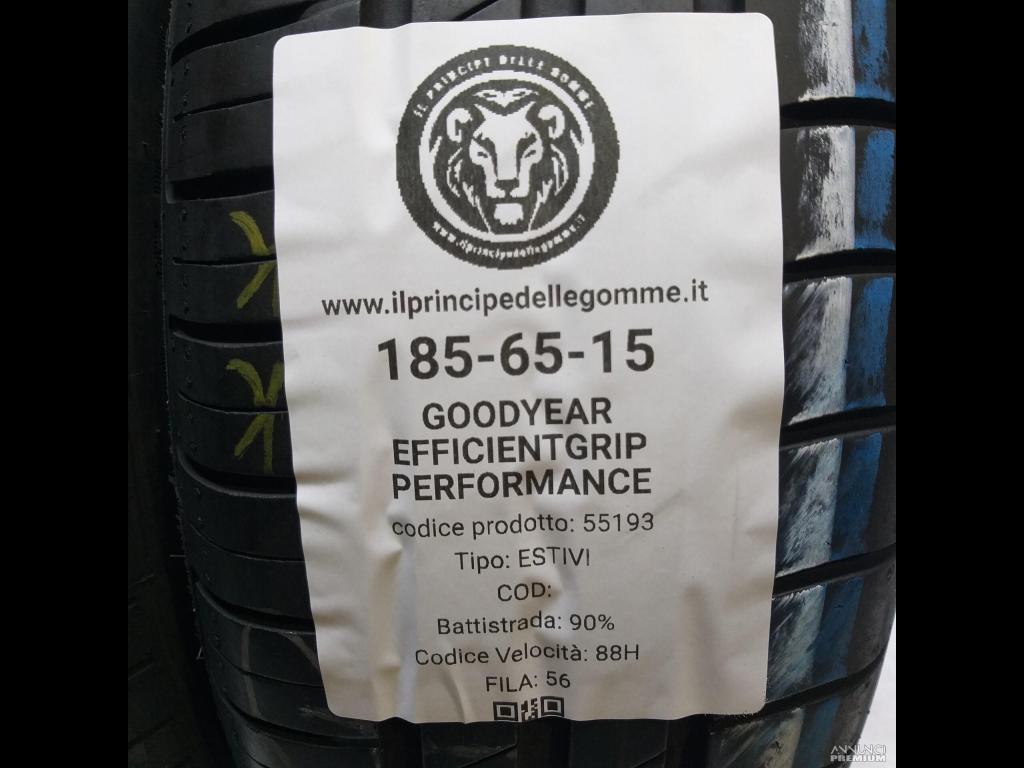 IL PRINCIPE DELLE GOMME
www.ilprincipedellegomme.it
www.ilprincipedellegomme.it
185-65-15
GOODYEAR
EFFICIENTGRIP
PERFORMANCE
codice prodotto: 55193
Tipo: ESTIVI
COD:
Battistrada: 90%
Codice Velocità: 88H
FILA: 56
ANNUNCI
PREMIUM